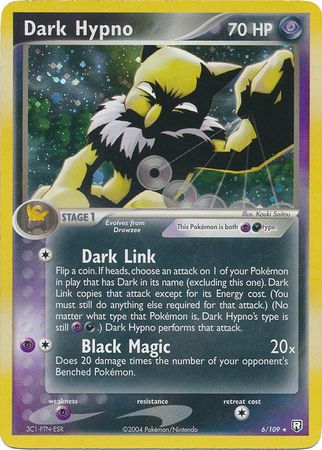 Dark Hypno 70 HP
Illus. Kouki Saitou
STAGE 1
Evolves from
Drowzee
This Pokémon is both type.
Dark Link
Flip a coin. If heads, choose an attack on 1 of your Pokémon
in play that has Dark in its name (excluding this one). Dark
Link copies that attack except for its Energy cost. (You
must still do anything else required for that attack.) (No
matter what type that Pokémon is, Dark Hypno's type is
still .) Dark Hypno performs that attack.
Black Magic 20x
Does 20 damage times the number of your opponent's
Benched Pokémon.
weakness resistance retreat cost
3C1-PTN-ESR ©2004 Pokémon/Nintendo 6/109 ★ R